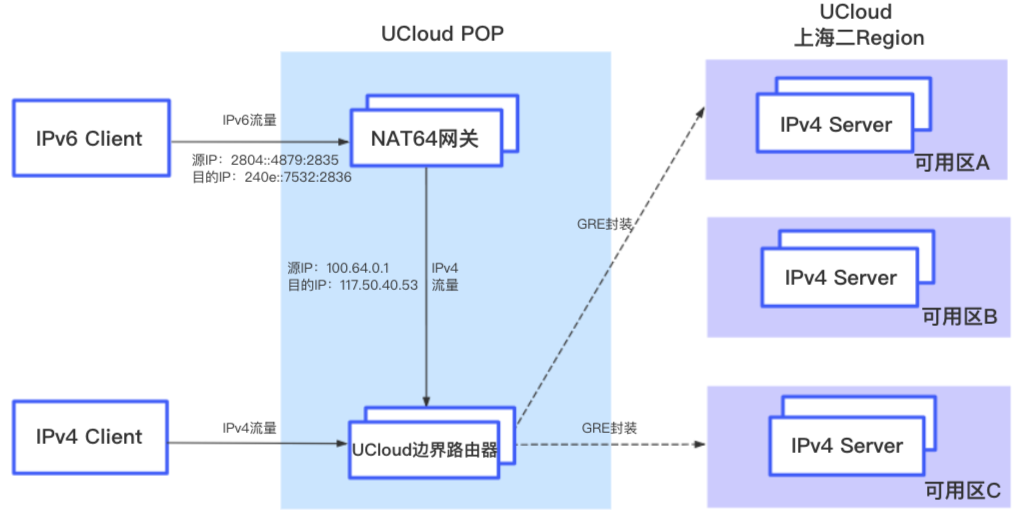 UCloud POP
UCloud
上海二Region
IPv6 Client
IPv6流量
源IP：2804::4879:2835
目的IP：240e::7532:2836
NAT64网关
IPv4 Server
可用区A
GRE封装
源IP：100.64.0.1
目的IP：117.50.40.53
IPv4
流量
IPv4 Server
可用区B
IPv4 Client
IPv4流量
UCloud边界路由器
GRE封装
IPv4 Server
可用区C